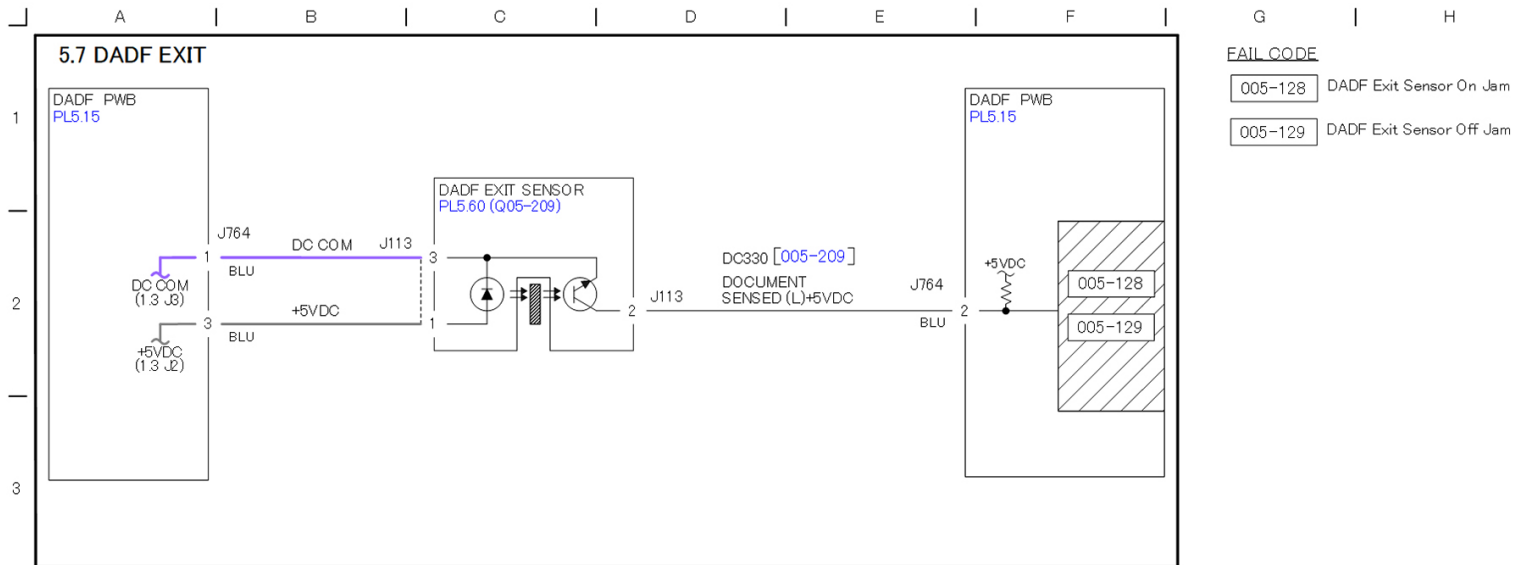 A B C D E F G H
5.7 DADF EXIT
FAIL CODE
005-128 DADF Exit Sensor On Jam
005-129 DADF Exit Sensor Off Jam
1
2
3
DADF PWB
PL5.15
DADF PWB
PL5.15
DADF EXIT SENSOR
PL5.60 (Q05-209)
J764
1
DC COM
J113
3
BLU
DC COM
(1.3 J3)
+5VDC
3
1
BLU
+5VDC
(1.3 J2)
2
J113
DC330 [005-209]
DOCUMENT
SENSED (L)+5VDC
J764
BLU
2
+5VDC
005-128
005-129